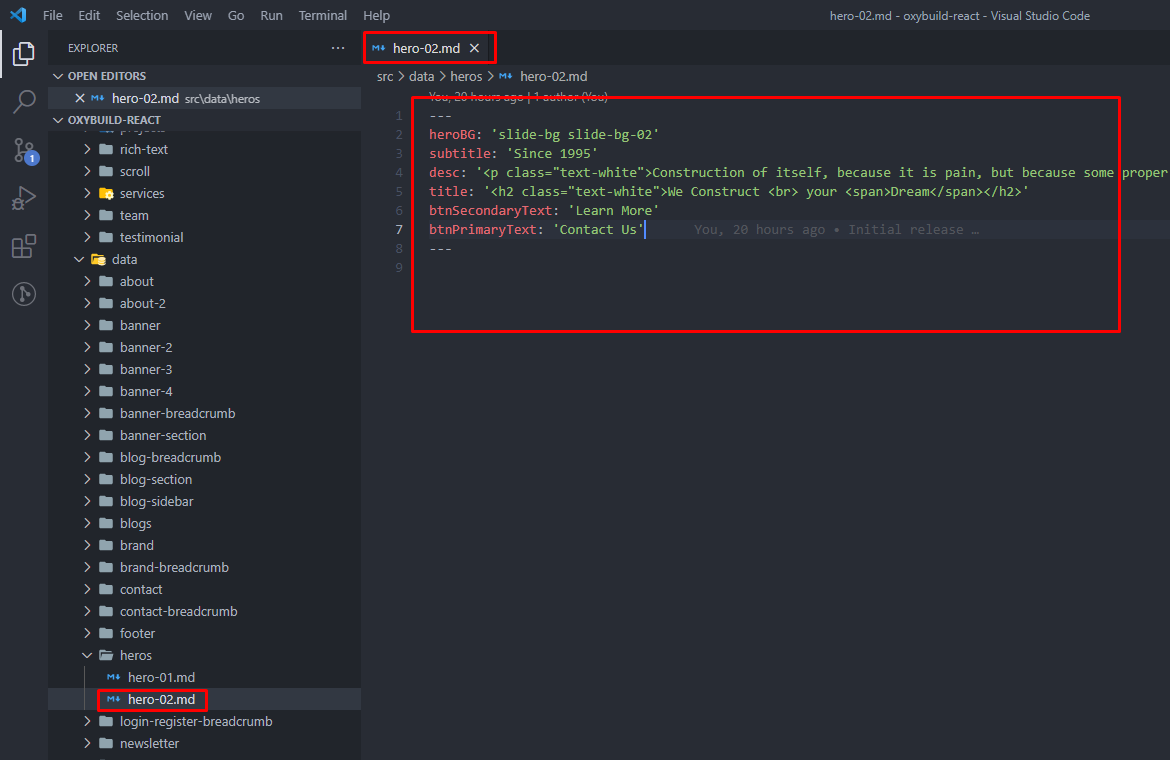 File Edit Selection View Go Run Terminal Help
hero-02.md - oxybuild-react - Visual Studio Code
EXPLORER
OPEN EDITORS
hero-02.md src\data\heros
OXYBUILD-REACT
projects
rich-text
scroll
services
team
testimonial
data
about
about-2
banner
banner-2
banner-3
banner-4
banner-breadcrumb
banner-section
blog-breadcrumb
blog-section
blog-sidebar
blogs
brand
brand-breadcrumb
contact
contact-breadcrumb
footer
heros
hero-01.md
hero-02.md
login-register-breadcrumb
newsletter
1
hero-02.md
src > data > heros > hero-02.md
You, 20 hours ago | 1 author (You)
1 ---
2 heroBG: 'slide-bg slide-bg-02'
3 subtitle: 'Since 1995'
4 desc: '<p class="text-white">Construction of itself, because it is pain, but because some proper
5 title: '<h2 class="text-white">We Construct <br> your <span>Dream</span></h2>'
6 btnSecondaryText: 'Learn More'
7 btnPrimaryText: 'Contact Us' You, 20 hours ago • Initial release …
8 ---
9